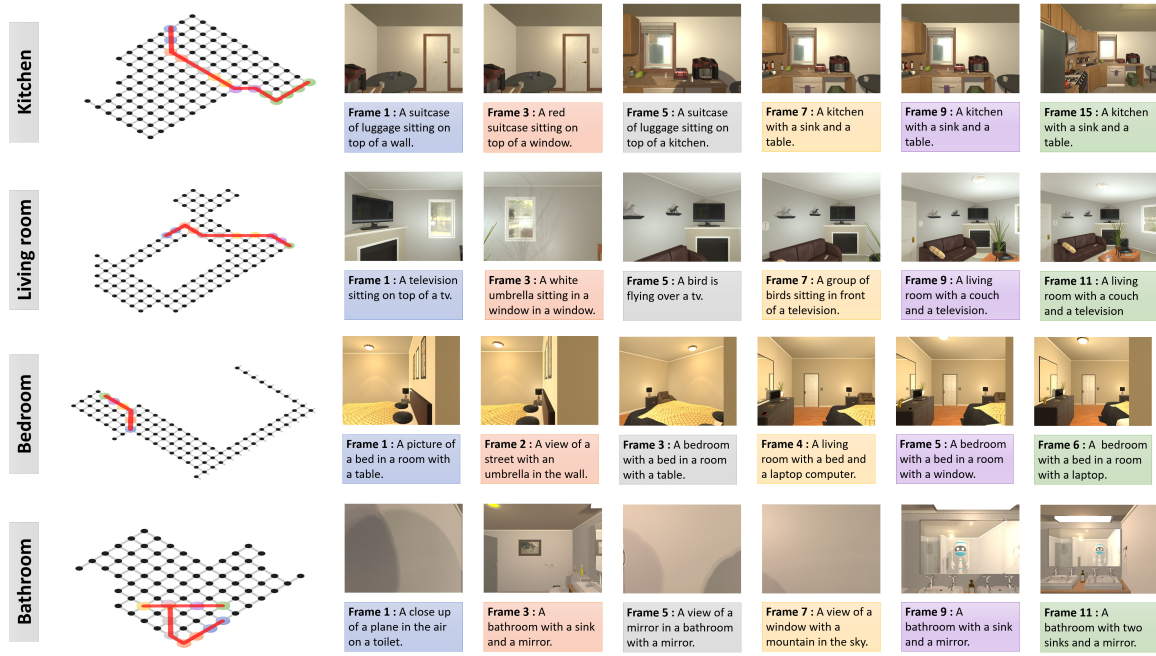 Kitchen
Frame 1 : A suitcase
of luggage sitting on
top of a wall.
Frame 3 : A red
suitcase sitting on
top of a window.
Frame 5 : A suitcase
of luggage sitting on
top of a kitchen.
Frame 7 : A kitchen
with a sink and a
table.
Frame 9 : A kitchen
with a sink and a
table.
Frame 15 : A kitchen
with a sink and a
table.
Living room
Frame 1 : A television
sitting on top of a tv.
Frame 3 : A white
umbrella sitting in a
window in a window.
Frame 5 : A bird is
flying over a tv.
Frame 7 : A group of
birds sitting in front
of a television.
Frame 9 : A living
room with a couch
and a television.
Frame 11 : A living
room with a couch
and a television
Bedroom
Frame 1 : A picture of
a bed in a room with
a table.
Frame 2 : A view of a
street with an
umbrella in the wall.
Frame 3 : A bedroom
with a bed in a room
with a table.
Frame 4 : A living
room with a bed and
a laptop computer.
Frame 5 : A bedroom
with a bed in a room
with a window.
Frame 6 : A bedroom
with a bed in a room
with a laptop.
Bathroom
Frame 1 : A close up
of a plane in the air
on a toilet.
Frame 3 : A
bathroom with a sink
and a mirror.
Frame 5 : A view of a
mirror in a bathroom
with mirror.
Frame 7 : A view of a
window with a
mountain in the sky.
Frame 9 : A
bathroom with a sink
and a mirror.
Frame 11 : A
bathroom with two
sinks and a mirror.